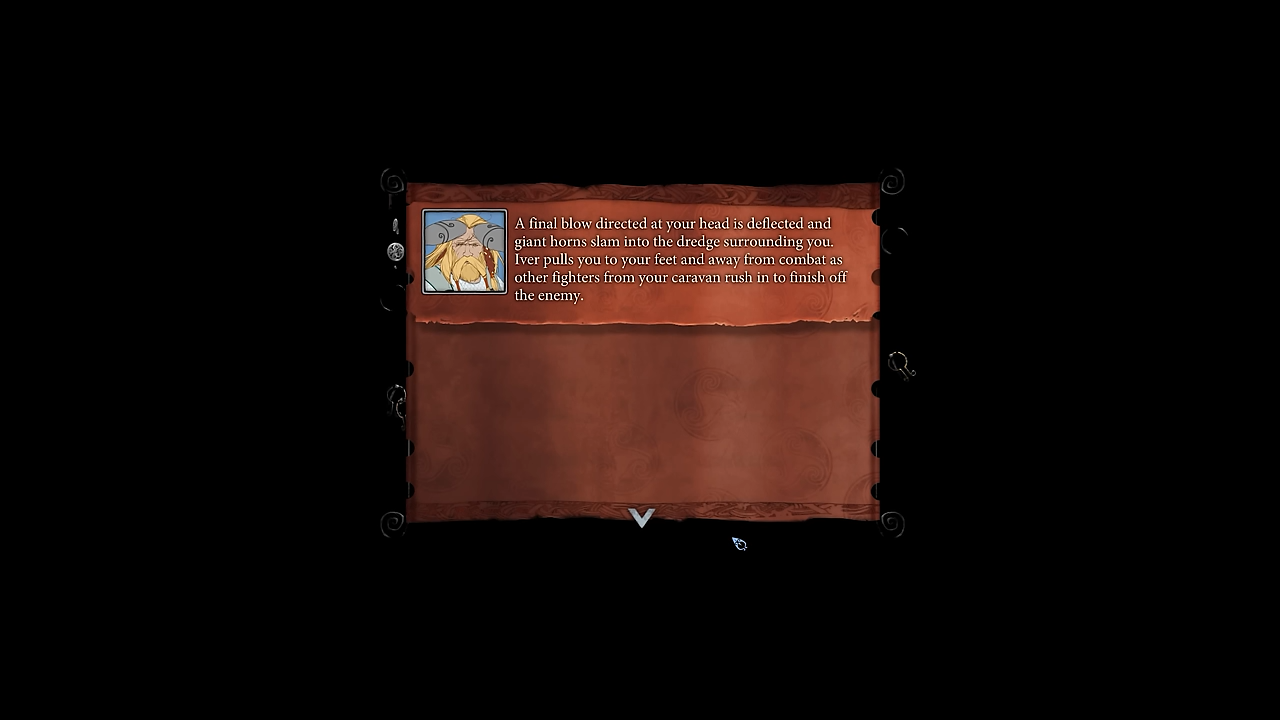 A final blow directed at your head is deflected and
giant horns slam into the dredge surrounding you.
Iver pulls you to your feet and away from combat as
other fighters from your caravan rush in to finish off
the enemy.